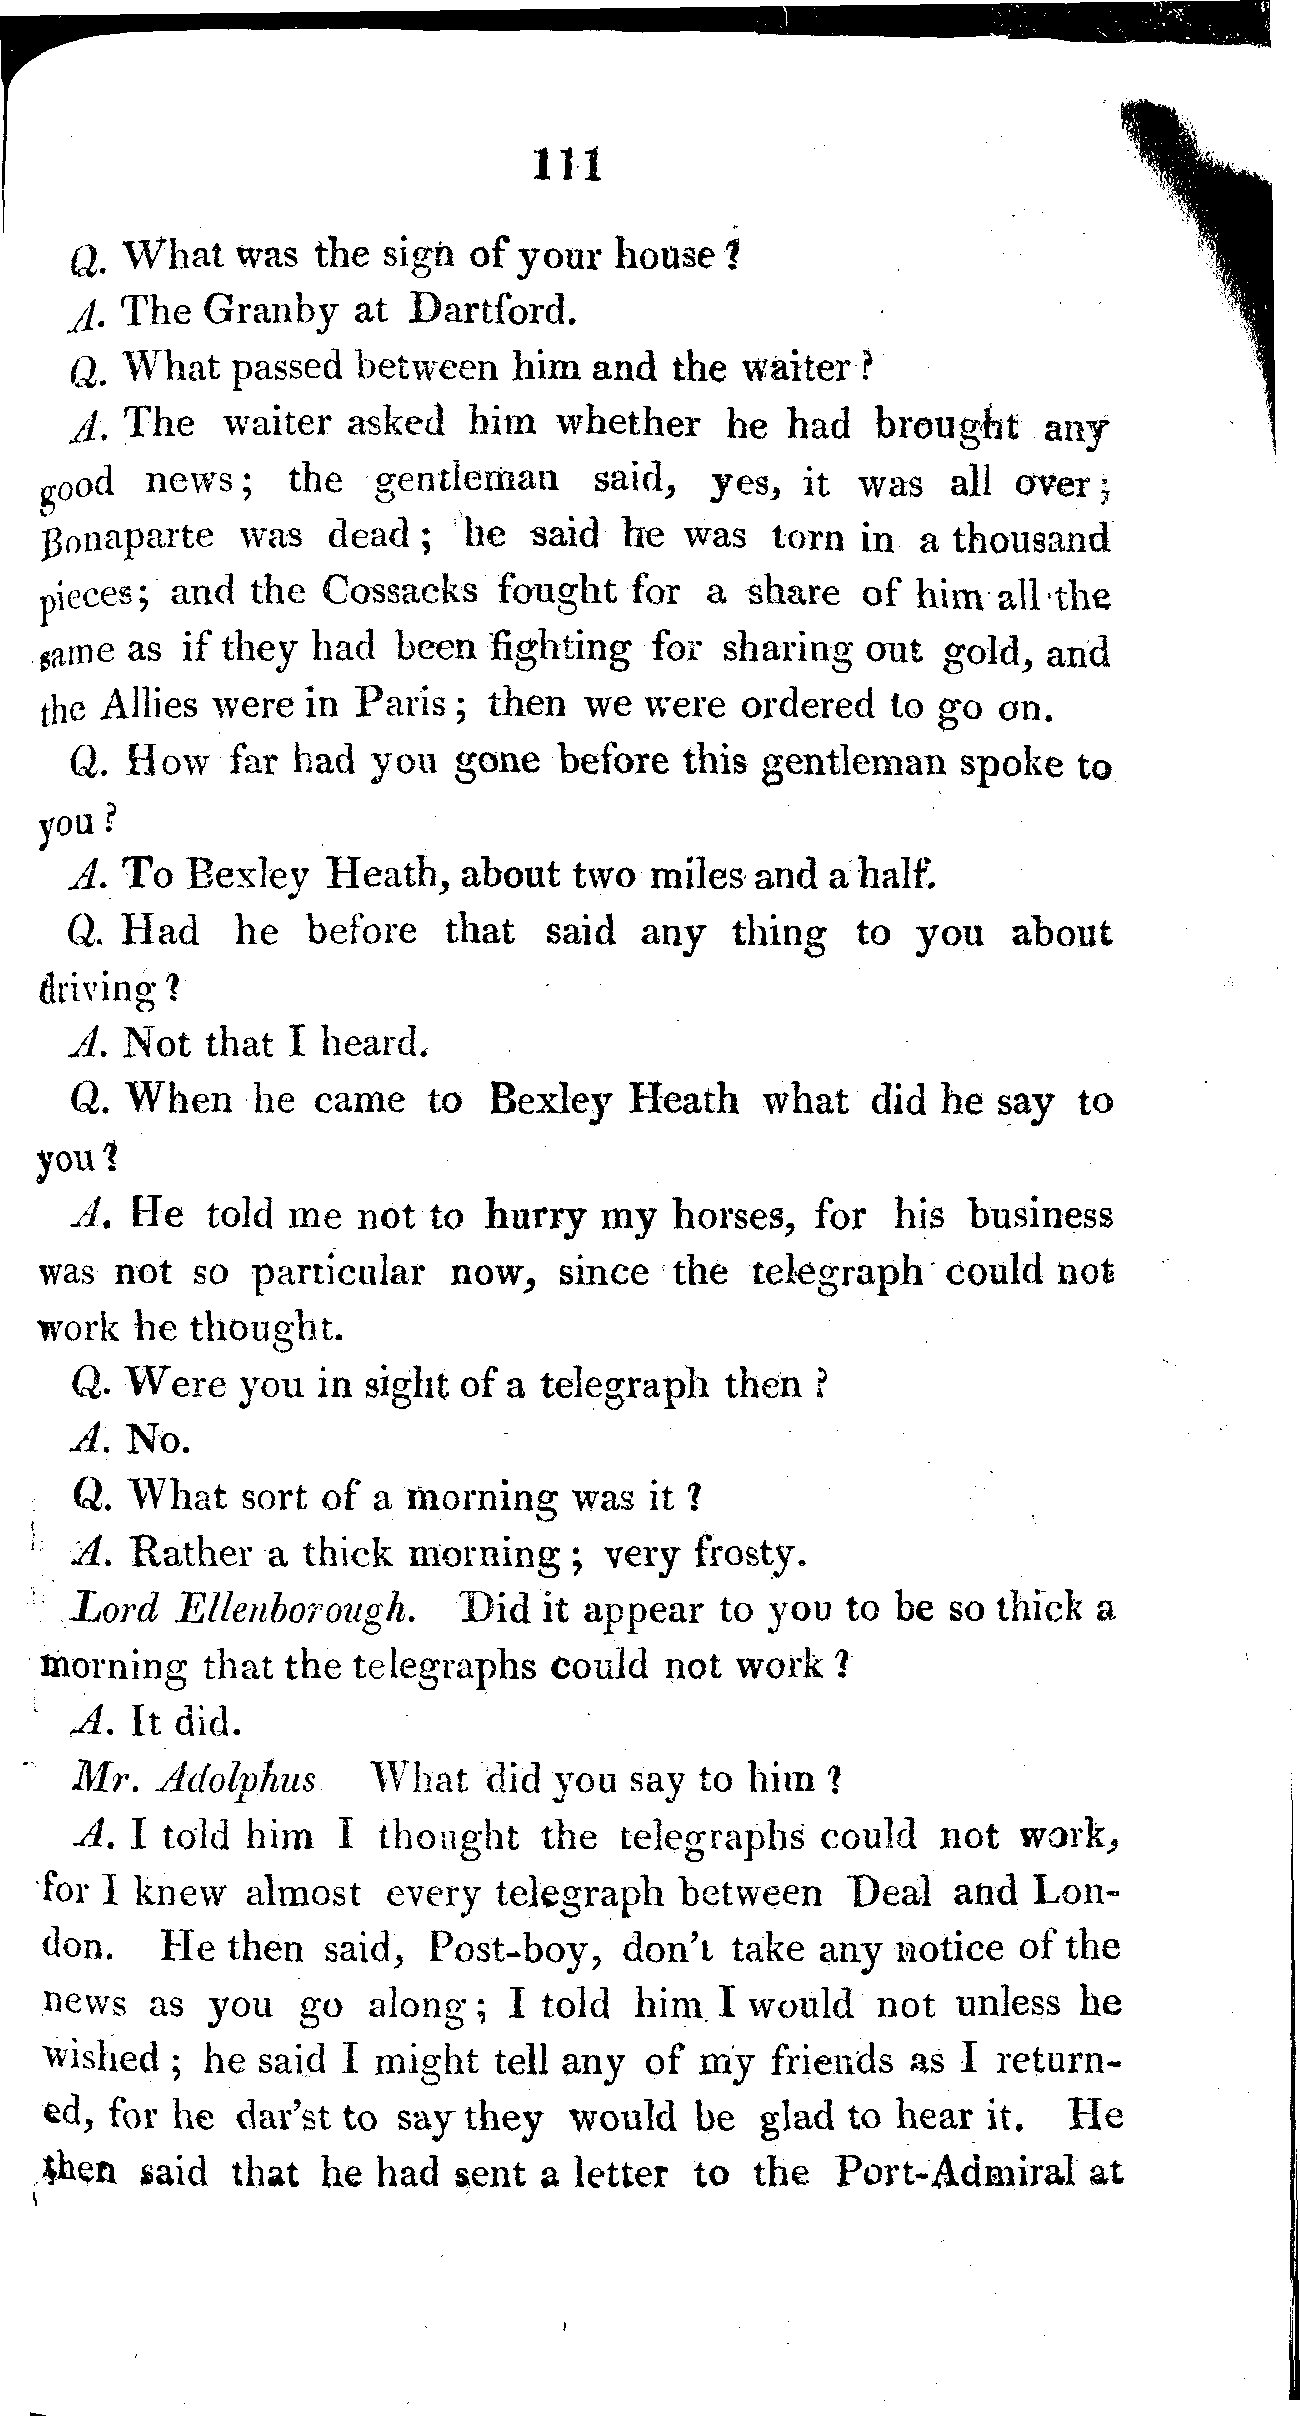 111
Q. What was the sign of your house?
A. The Granby at Dartford.
Q. What passed between him and the waiter?
A. The waiter asked him whether he had brought any
good news; the gentleman said, yes, it was all over;
Bonaparte was dead; he said he was torn in a thousand
pieces; and the Cossacks fought for a share of him all the
same as if they had been fighting for sharing out gold, and
the Allies were in Paris; then we were ordered to go on.
Q. How far had you gone before this gentleman spoke to
you?
A. To Bexley Heath, about two miles and a half.
Q. Had he before that said any thing to you about
driving?
A. Not that I heard.
Q. When he came to Bexley Heath what did he say to
you?
A. He told me not to hurry my horses, for his business
was not so particular now, since the telegraph could not
work he thought.
Q. Were you in sight of a telegraph then?
A. No.
Q. What sort of a morning was it?
A. Rather a thick morning; very frosty.
Lord Ellenborough. Did it appear to you to be so thick a
morning that the telegraphs could not work?
A. It did.
Mr. Adolphus What did you say to him?
A. I told him I thought the telegraphs could not work,
for I knew almost every telegraph between Deal and Lon-
don. He then said, Post-boy, don't take any notice of the
news as you go along; I told him I would not unless he
wished; he said I might tell any of my friends as I return-
ed, for he dar'st to say they would be glad to hear it. He
then said that he had sent a letter to the Port-Admiral at